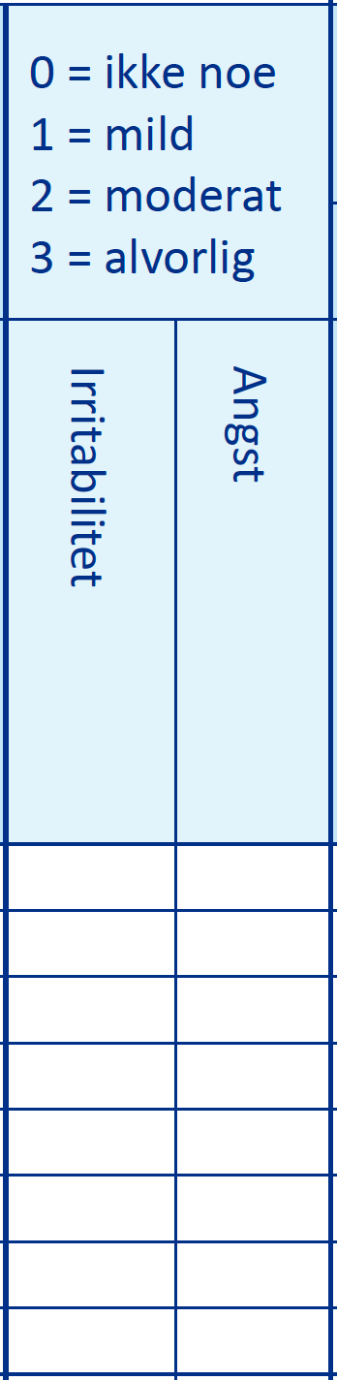 0 = ikke noe
1 = mild
2 = moderat
3 = alvorlig
Irritabilitet
Angst